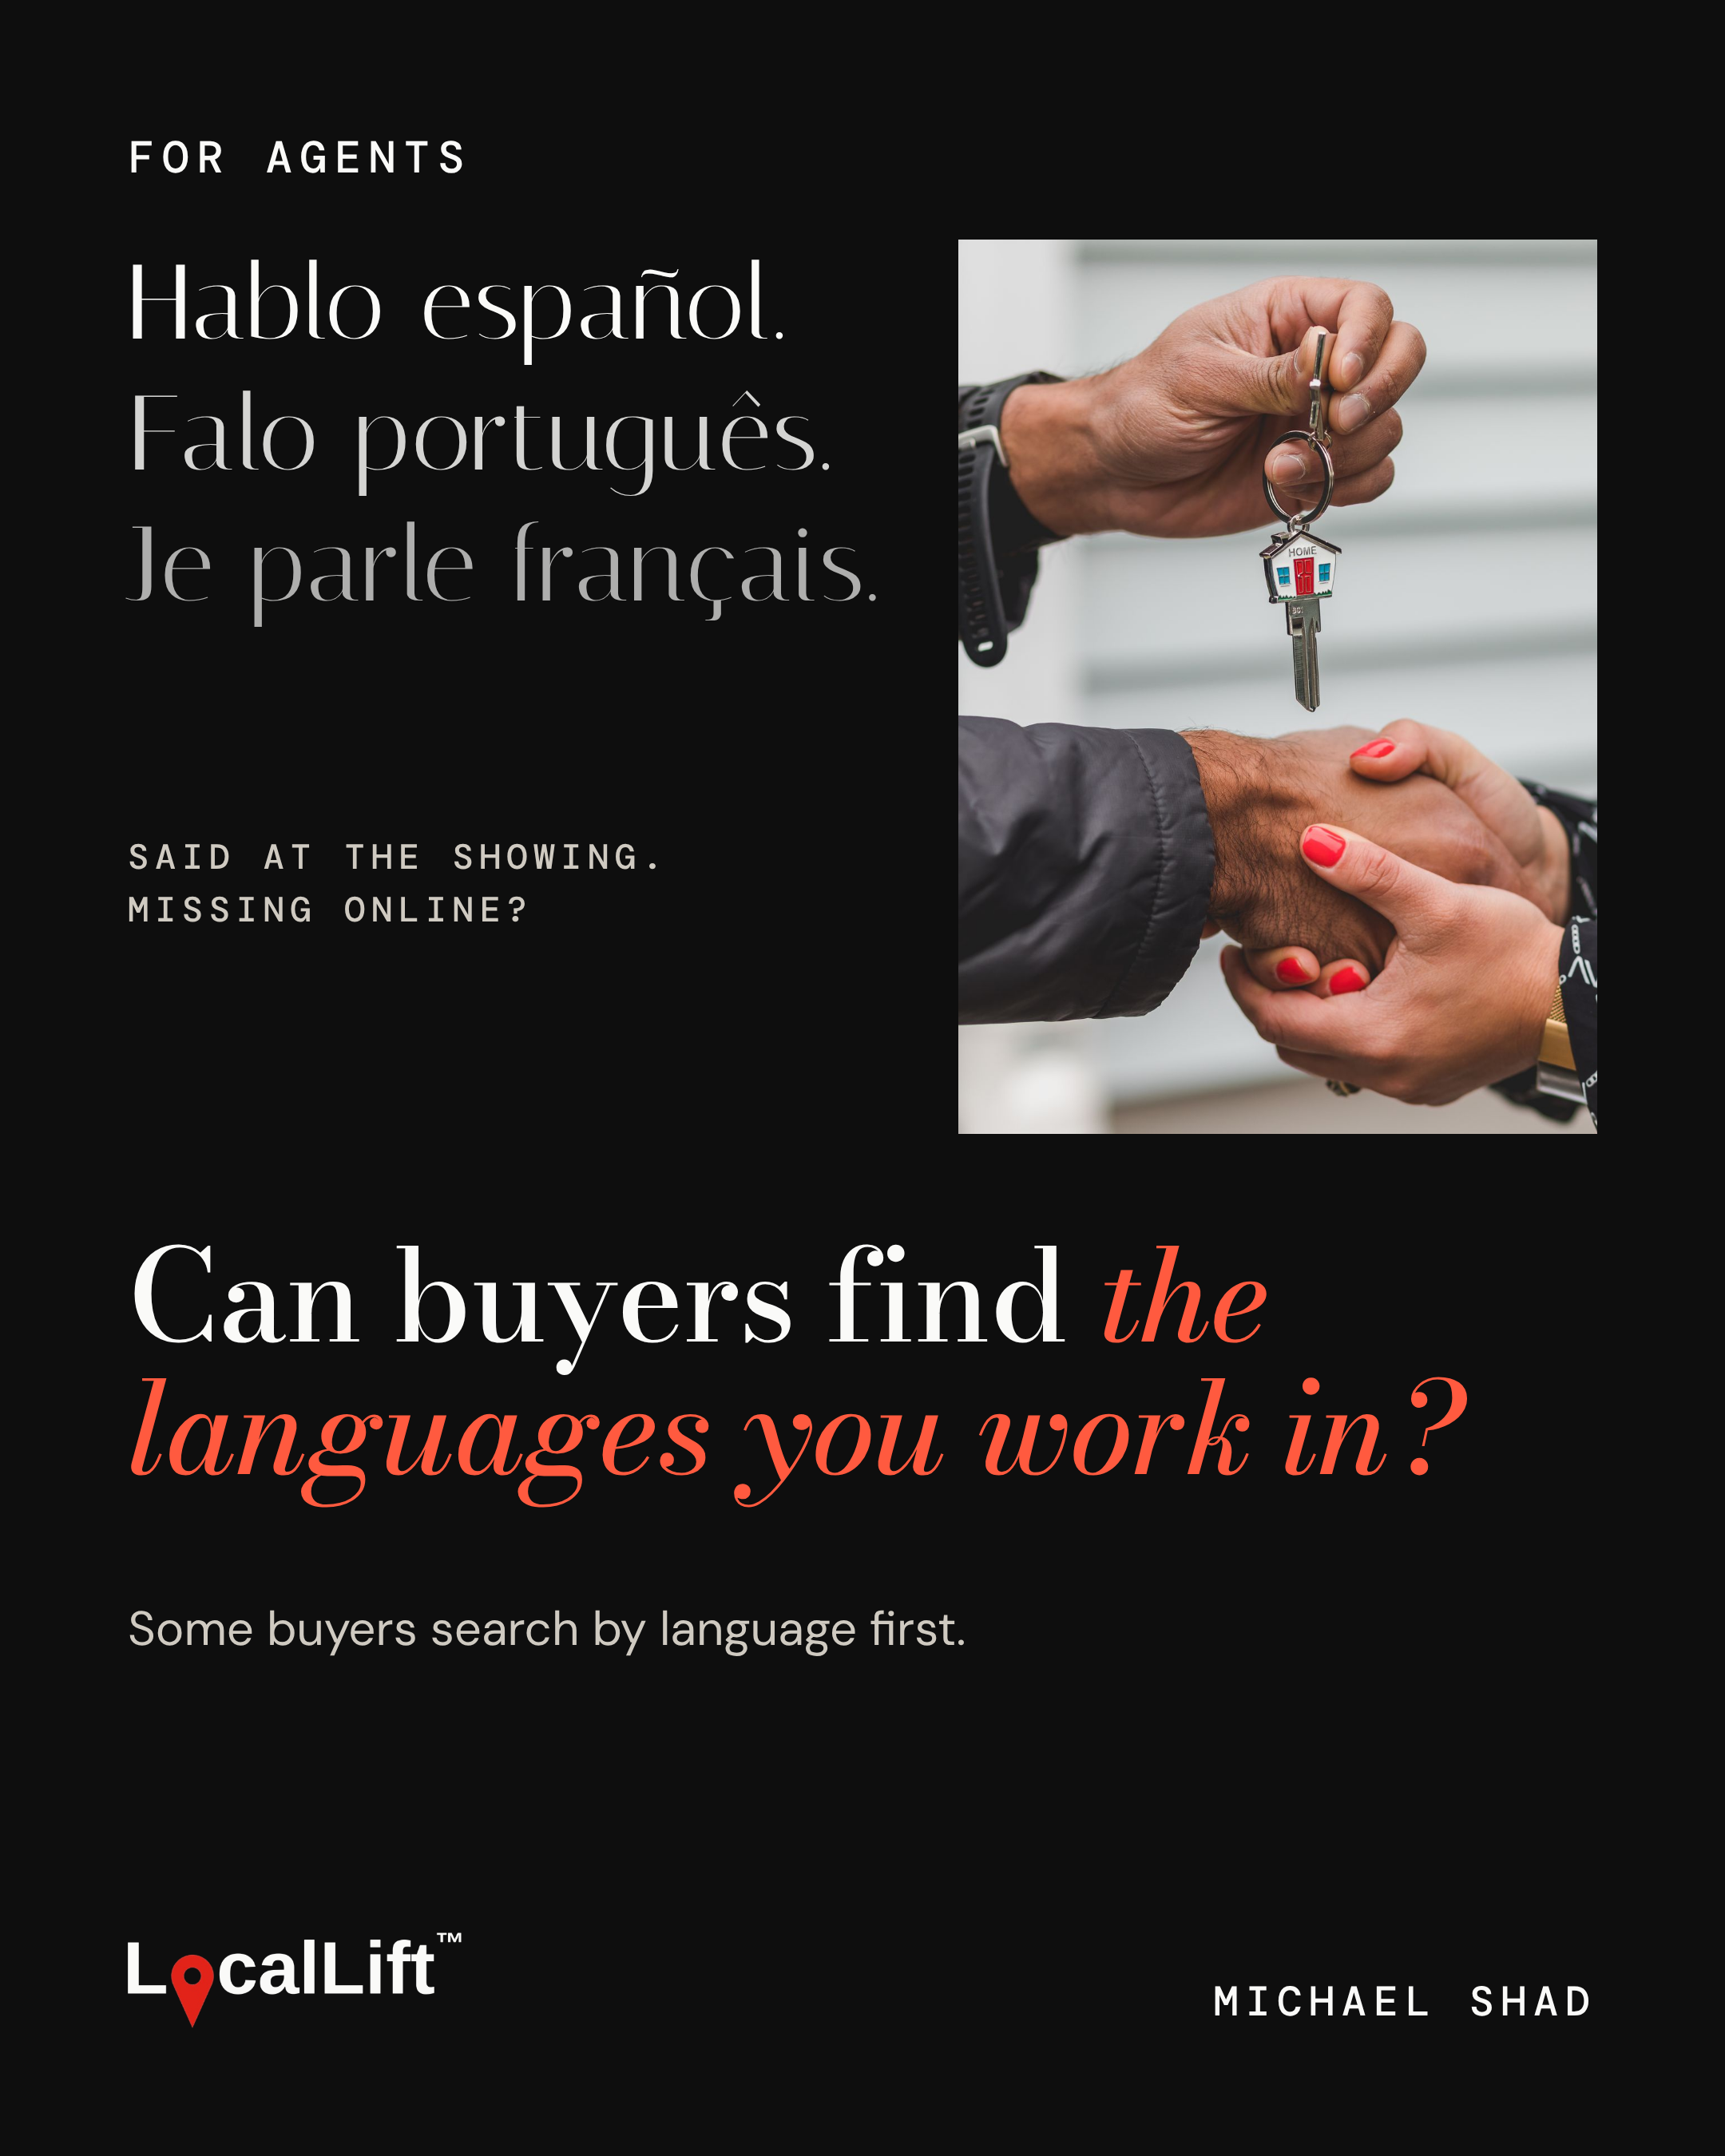 FOR AGENTS
Hablo español.
Falo português.
Je parle français.
HOME
SAID AT THE SHOWING.
MISSING ONLINE?
Can buyers find the
languages you work in?
Some buyers search by language first.
LocalLift™
MICHAEL SHAD